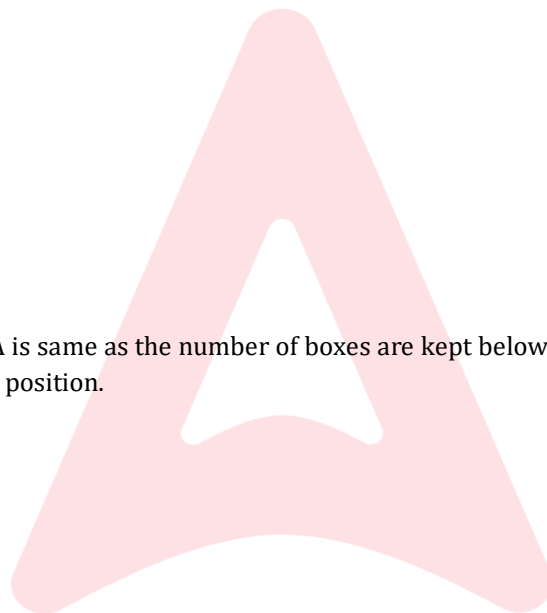 A is same as the number of boxes are kept below
position.